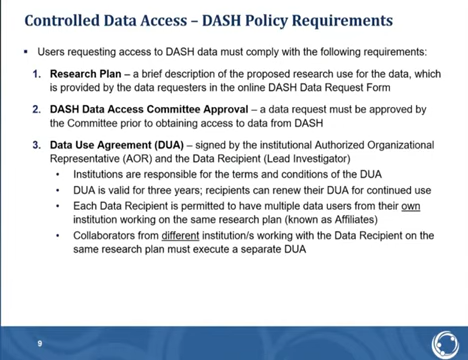 Controlled Data Access – DASH Policy Requirements
▪ Users requesting access to DASH data must comply with the following requirements:
1. Research Plan – a brief description of the proposed research use for the data, which
is provided by the data requesters in the online DASH Data Request Form
2. DASH Data Access Committee Approval – a data request must be approved by
the Committee prior to obtaining access to data from DASH
3. Data Use Agreement (DUA) – signed by the institutional Authorized Organizational
Representative (AOR) and the Data Recipient (Lead Investigator)
• Institutions are responsible for the terms and conditions of the DUA
• DUA is valid for three years; recipients can renew their DUA for continued use
• Each Data Recipient is permitted to have multiple data users from their own
institution working on the same research plan (known as Affiliates)
• Collaborators from different institution/s working with the Data Recipient on the
same research plan must execute a separate DUA
9